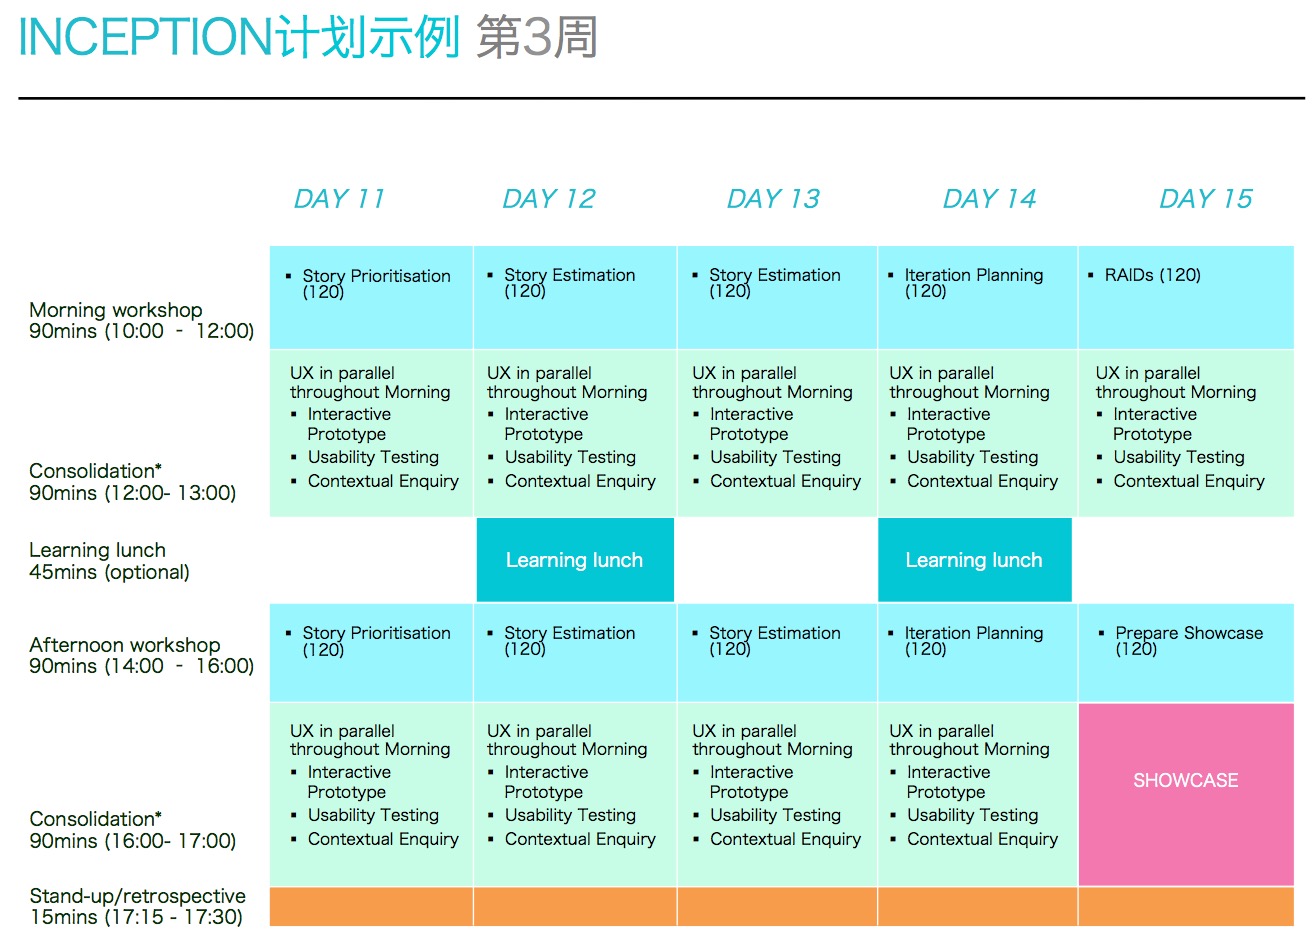 INCEPTION计划示例 第3周
DAY 11 DAY 12 DAY 13 DAY 14 DAY 15
Morning workshop
90mins (10:00 - 12:00)
▪ Story Prioritisation
(120)
▪ Story Estimation
(120)
▪ Story Estimation
(120)
▪ Iteration Planning
(120)
▪ RAIDs (120)
Consolidation*
90mins (12:00- 13:00)
UX in parallel
throughout Morning
▪ Interactive
Prototype
▪ Usability Testing
▪ Contextual Enquiry
UX in parallel
throughout Morning
▪ Interactive
Prototype
▪ Usability Testing
▪ Contextual Enquiry
UX in parallel
throughout Morning
▪ Interactive
Prototype
▪ Usability Testing
▪ Contextual Enquiry
UX in parallel
throughout Morning
▪ Interactive
Prototype
▪ Usability Testing
▪ Contextual Enquiry
UX in parallel
throughout Morning
▪ Interactive
Prototype
▪ Usability Testing
▪ Contextual Enquiry
Learning lunch
45mins (optional)
Learning lunch
Learning lunch
Afternoon workshop
90mins (14:00 - 16:00)
▪ Story Prioritisation
(120)
▪ Story Estimation
(120)
▪ Story Estimation
(120)
▪ Iteration Planning
(120)
▪ Prepare Showcase
(120)
Consolidation*
90mins (16:00- 17:00)
UX in parallel
throughout Morning
▪ Interactive
Prototype
▪ Usability Testing
▪ Contextual Enquiry
UX in parallel
throughout Morning
▪ Interactive
Prototype
▪ Usability Testing
▪ Contextual Enquiry
UX in parallel
throughout Morning
▪ Interactive
Prototype
▪ Usability Testing
▪ Contextual Enquiry
UX in parallel
throughout Morning
▪ Interactive
Prototype
▪ Usability Testing
▪ Contextual Enquiry
SHOWCASE
Stand-up/retrospective
15mins (17:15 - 17:30)